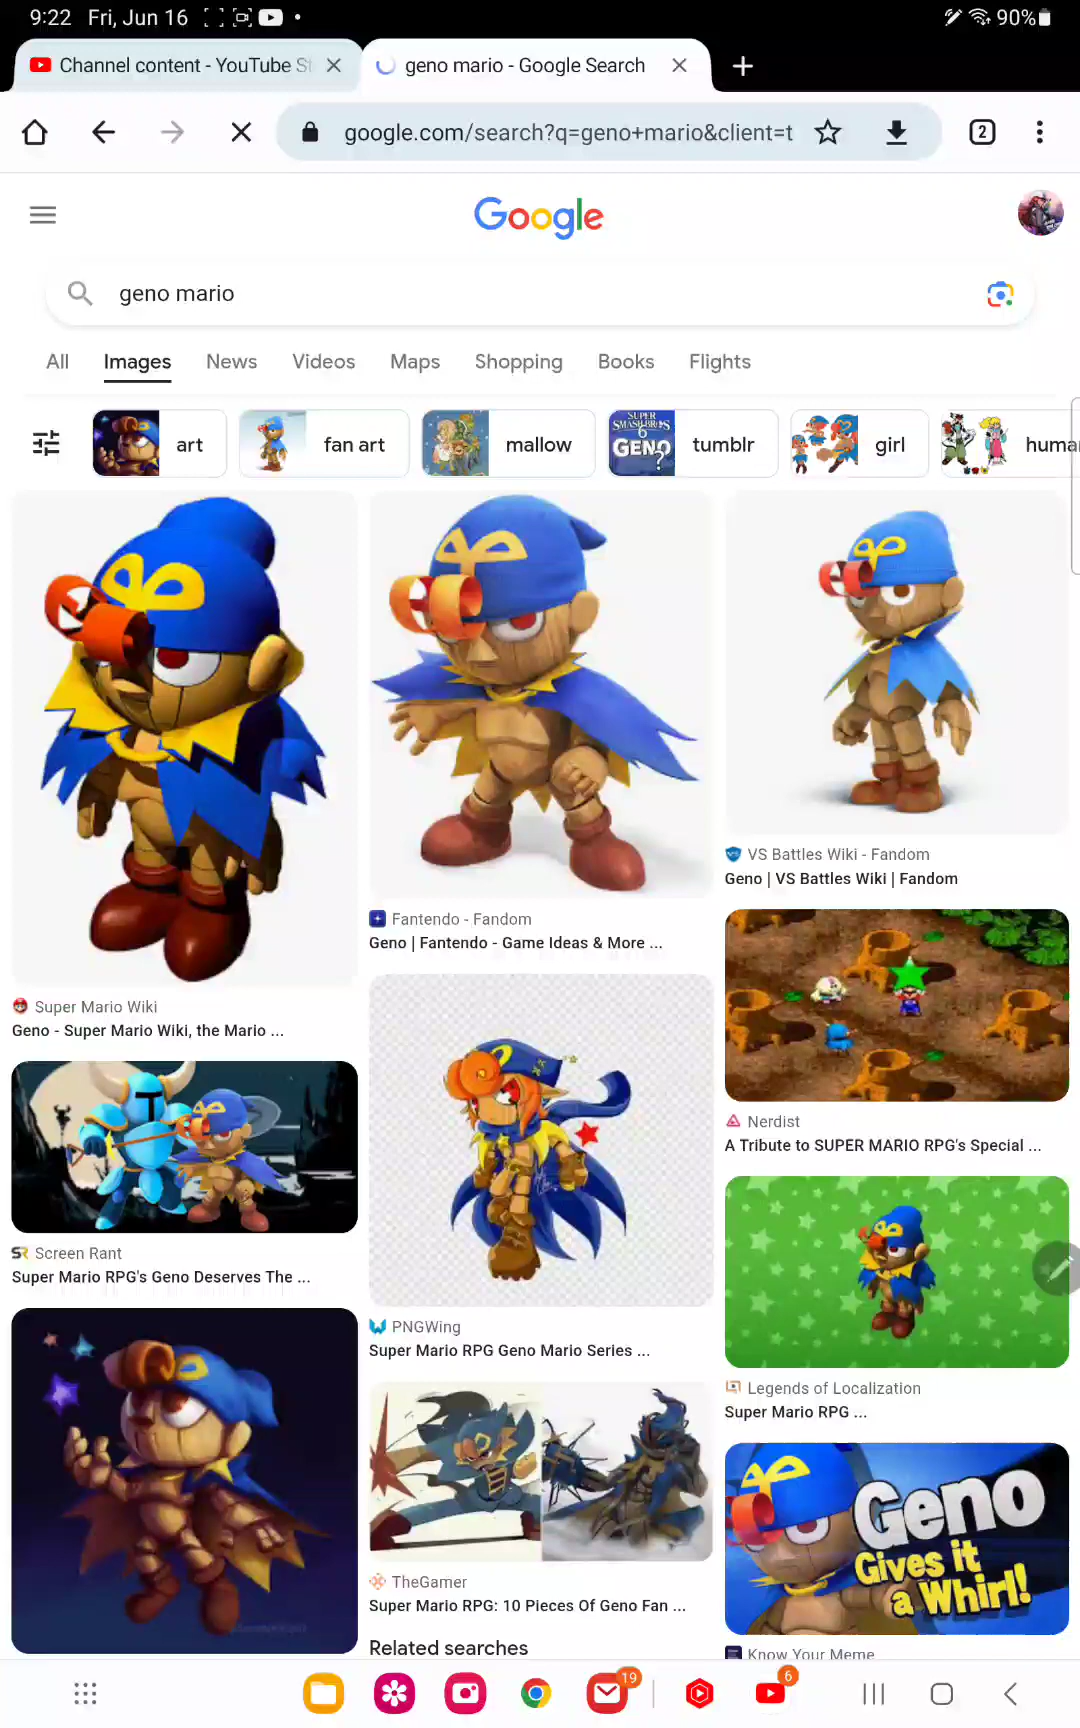 9:22 Fri, Jun 16
90%
Channel content - YouTube St
geno mario - Google Search
google.com/search?q=geno+mario&client=t
2
Google
geno mario
All Images News Videos Maps Shopping Books Flights
art
fan art
mallow
SUPER
SMASH BROS
6
GENO
?
tumblr
girl
huma
Super Mario Wiki
Geno - Super Mario Wiki, the Mario ...
Screen Rant
Super Mario RPG's Geno Deserves The ...
Fantendo - Fandom
Geno | Fantendo - Game Ideas & More ...
PNGWing
Super Mario RPG Geno Mario Series ...
TheGamer
Super Mario RPG: 10 Pieces Of Geno Fan ...
Related searches
VS Battles Wiki - Fandom
Geno | VS Battles Wiki | Fandom
Nerdist
A Tribute to SUPER MARIO RPG's Special ...
Legends of Localization
Super Mario RPG ...
Geno
Gives it
a Whirl!
Know Your Meme
19
6